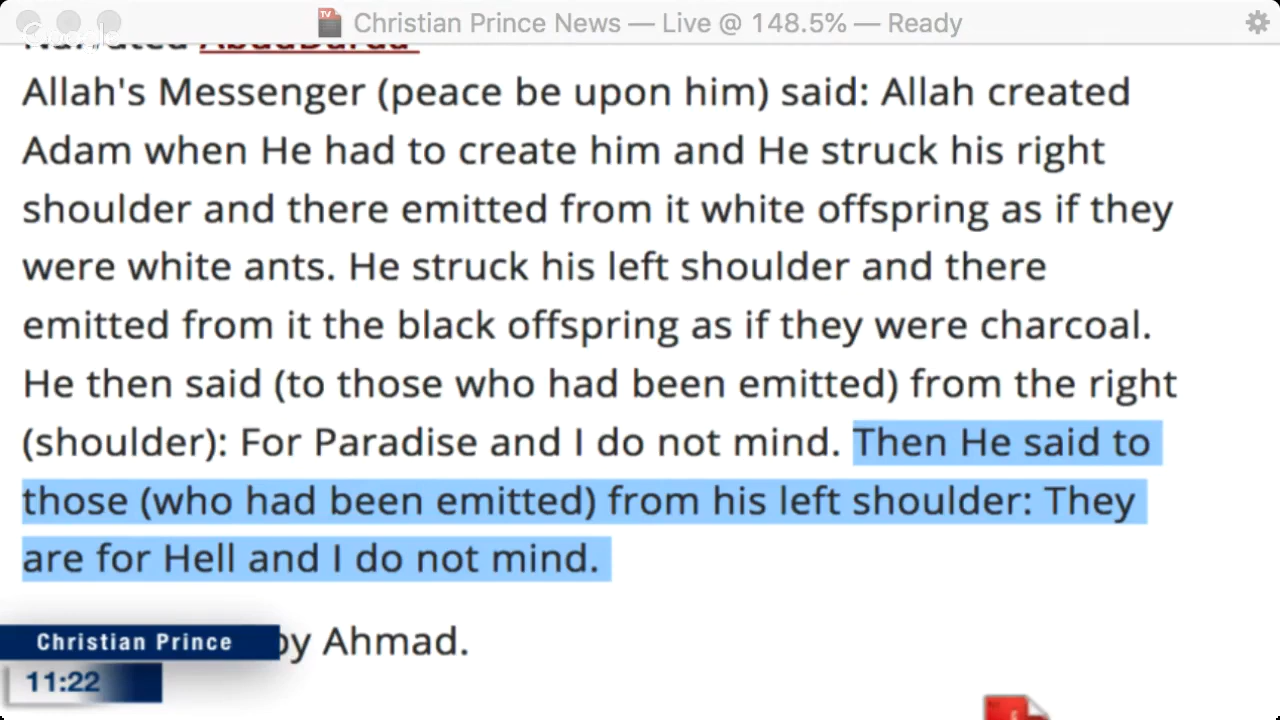 Christian Prince News — Live @ 148.5% — Ready
Google
Narrated AbudDarda'
Allah's Messenger (peace be upon him) said: Allah created
Adam when He had to create him and He struck his right
shoulder and there emitted from it white offspring as if they
were white ants. He struck his left shoulder and there
emitted from it the black offspring as if they were charcoal.
He then said (to those who had been emitted) from the right
(shoulder): For Paradise and I do not mind. Then He said to
those (who had been emitted) from his left shoulder: They
are for Hell and I do not mind.
by Ahmad.
Christian Prince
11:22